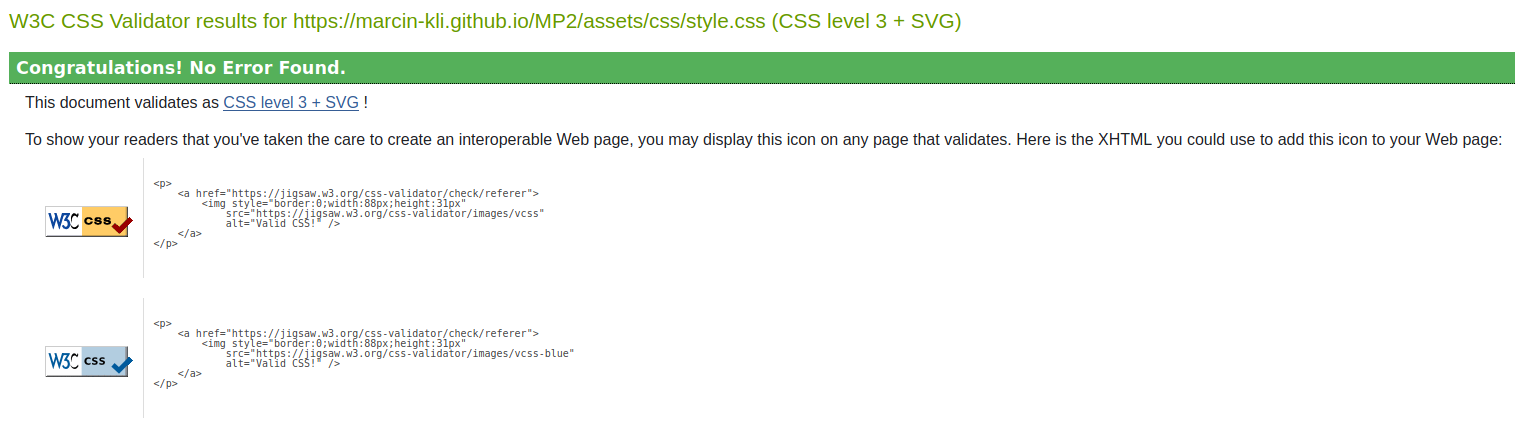 W3C CSS Validator results for https://marcin-kli.github.io/MP2/assets/css/style.css (CSS level 3 + SVG)
Congratulations! No Error Found.
This document validates as CSS level 3 + SVG !
To show your readers that you've taken the care to create an interoperable Web page, you may display this icon on any page that validates. Here is the XHTML you could use to add this icon to your Web page:
W3C css
<p>
    <a href="https://jigsaw.w3.org/css-validator/check/referer">
        <img style="border:0;width:88px;height:31px"
            src="https://jigsaw.w3.org/css-validator/images/vcss"
            alt="Valid CSS!" />
    </a>
</p>
W3C css
<p>
    <a href="https://jigsaw.w3.org/css-validator/check/referer">
        <img style="border:0;width:88px;height:31px"
            src="https://jigsaw.w3.org/css-validator/images/vcss-blue"
            alt="Valid CSS!" />
    </a>
</p>